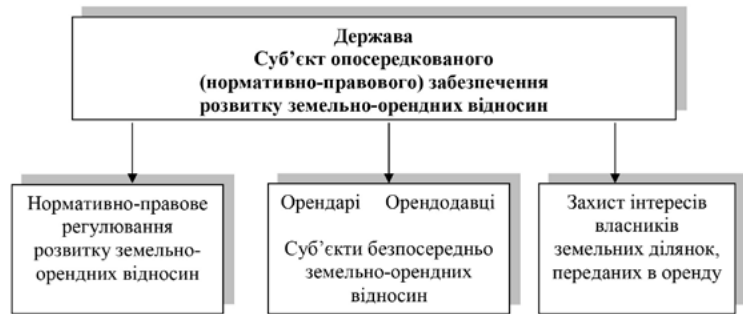 Держава
Суб’єкт опосередкованого
(нормативно-правового) забезпечення
розвитку земельно-орендних відносин
Нормативно-правове
регулювання
розвитку земельно-
орендних відносин
Орендарі Орендодавці
Суб’єкти безпосередньо
земельно-орендних
відносин
Захист інтересів
власників
земельних ділянок,
переданих в оренду